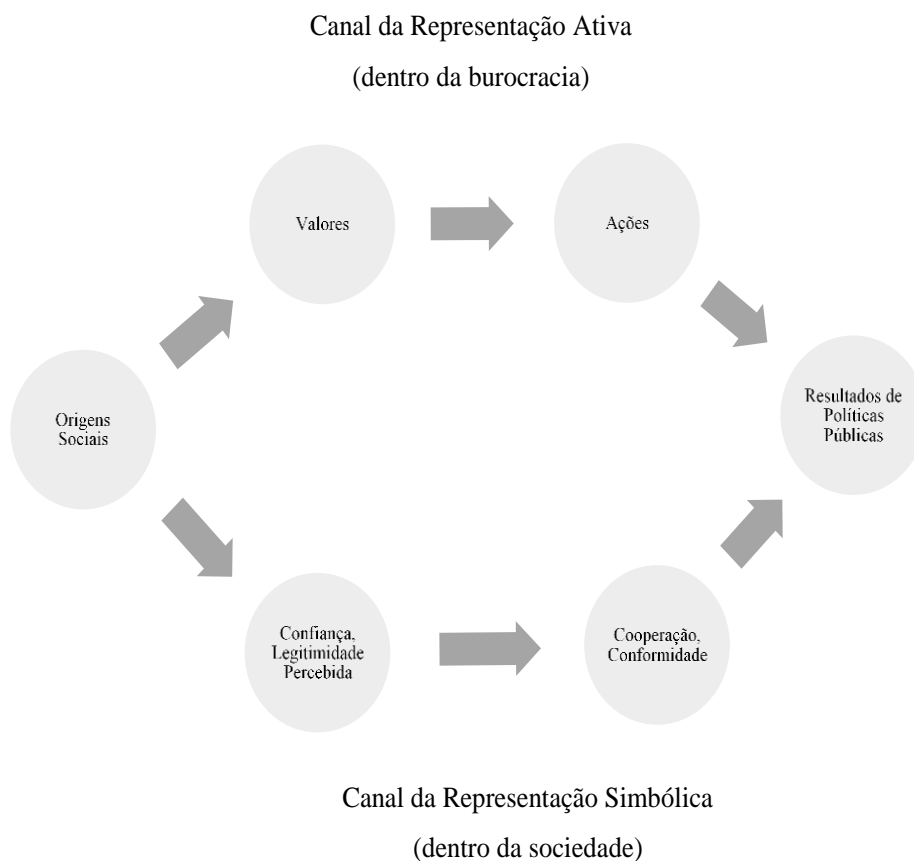 Canal da Representação Ativa
(dentro da burocracia)
Valores
Ações
Origens
Sociais
Resultados de
Políticas
Públicas
Confiança,
Legitimidade
Percebida
Cooperação,
Conformidade
Canal da Representação Simbólica
(dentro da sociedade)